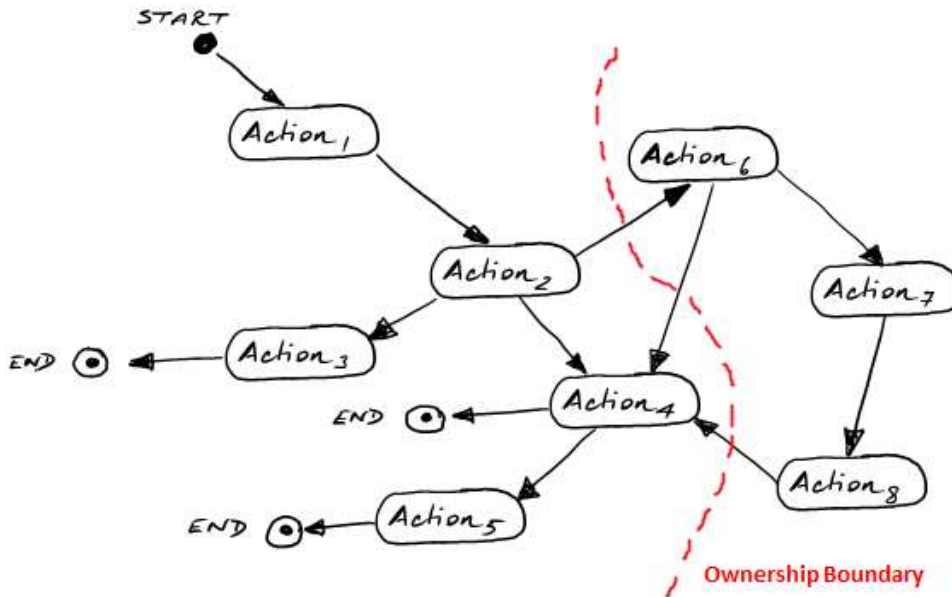 START
Action1
Action6
Action2
Action7
Action3
END
Action4
END
Action8
Action5
END
Ownership Boundary